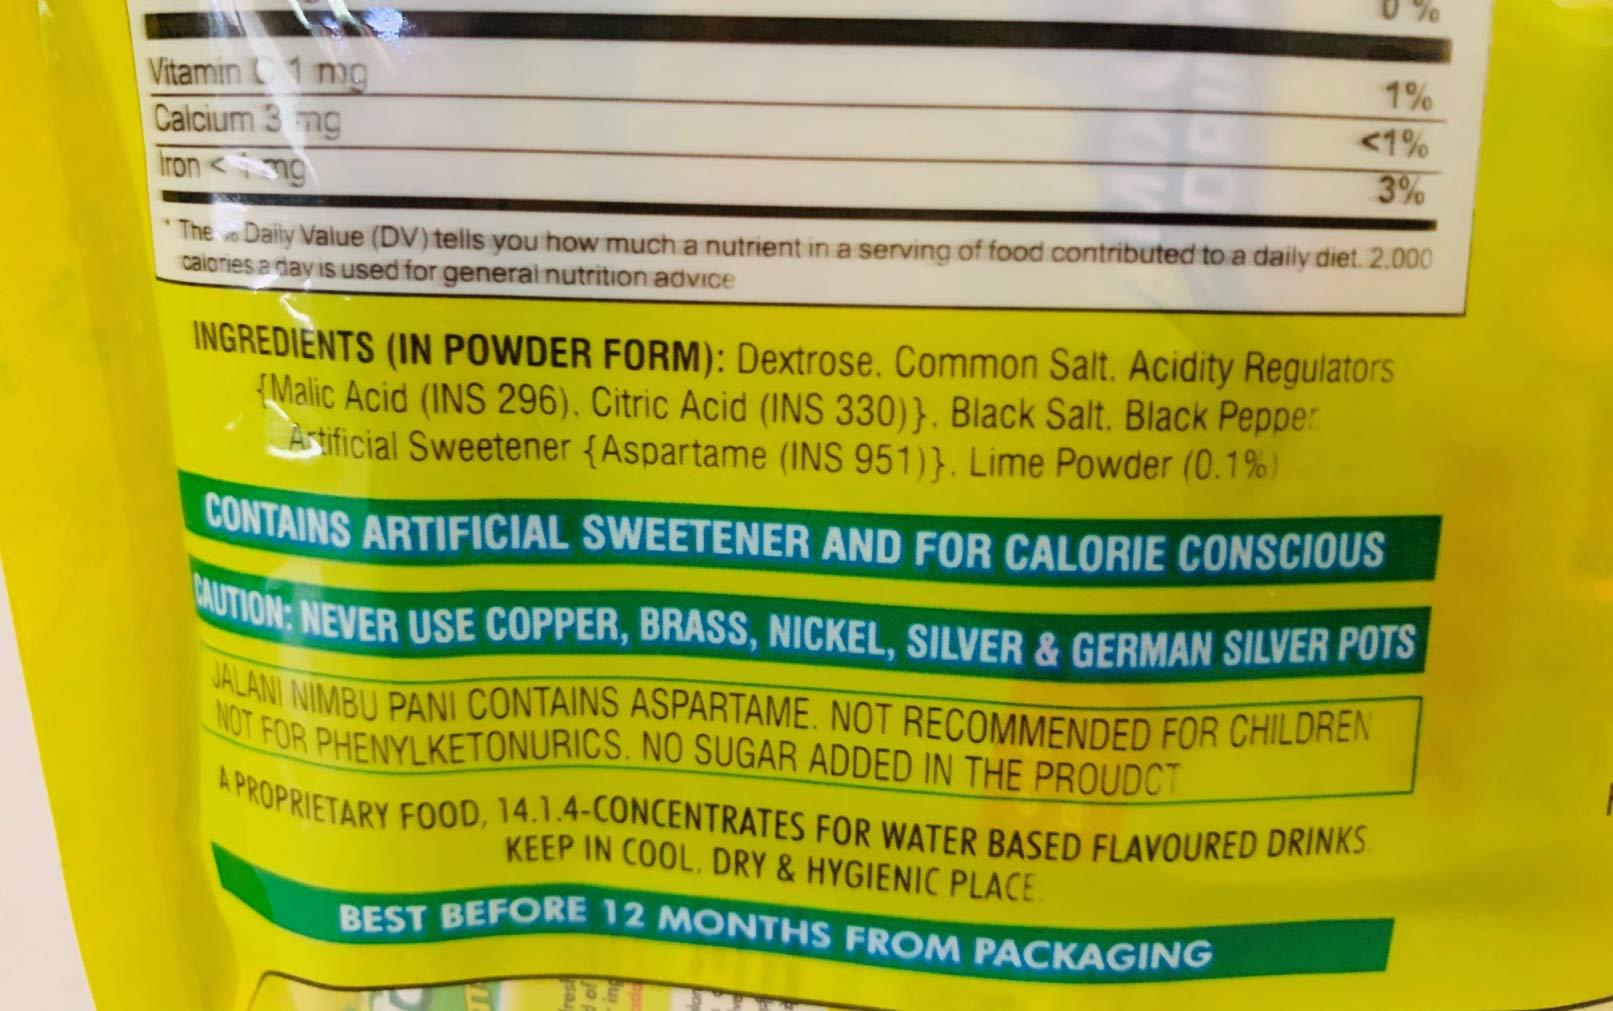 0%
Vitamin C 1 mg 1%
Calcium 3 mg <1%
Iron < 1 mg 3%
* The % Daily Value (DV) tells you how much a nutrient in a serving of food contributed to a daily diet. 2,000
calories a day is used for general nutrition advice
INGREDIENTS (IN POWDER FORM): Dextrose, Common Salt, Acidity Regulators
{Malic Acid (INS 296), Citric Acid (INS 330)}, Black Salt, Black Pepper,
Artificial Sweetener {Aspartame (INS 951)}, Lime Powder (0.1%)
CONTAINS ARTIFICIAL SWEETENER AND FOR CALORIE CONSCIOUS
CAUTION: NEVER USE COPPER, BRASS, NICKEL, SILVER & GERMAN SILVER POTS
JALANI NIMBU PANI CONTAINS ASPARTAME. NOT RECOMMENDED FOR CHILDREN
NOT FOR PHENYLKETONURICS. NO SUGAR ADDED IN THE PROUDCT
A PROPRIETARY FOOD, 14.1.4-CONCENTRATES FOR WATER BASED FLAVOURED DRINKS.
KEEP IN COOL, DRY & HYGIENIC PLACE.
BEST BEFORE 12 MONTHS FROM PACKAGING